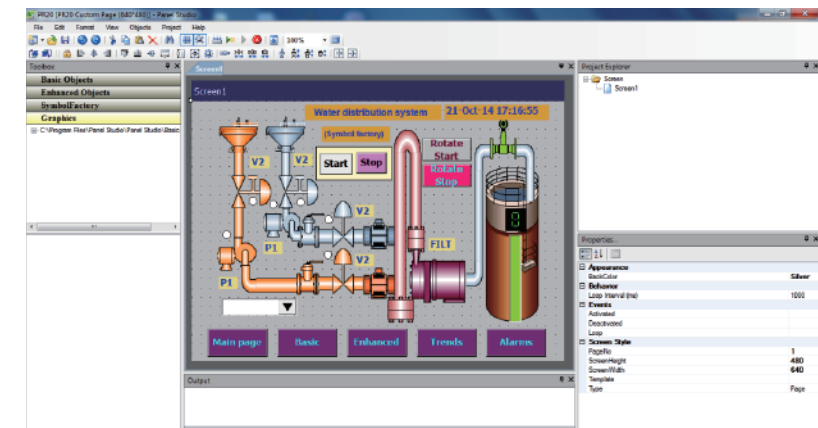 PR20 [PR20 Custom Page (640*480)] - Panel Studio
File Edit Format View Objects Project Help
100%
Toolbox
Basic Objects
Enhanced Objects
SymbolFactory
Graphics
C:\Program Files\Panel Studio\Panel Studio\Basic
Screen1
Screen1
Water distribution system 21-Oct-14 17:16:55
(Symbol factory)
Start Stop
Rotate
Start
Rotate
Stop
V2 V2
V2
P1
V2
FILT
P1
Main page Basic Enhanced Trends Alarms
Output
Project Explorer
Screen
Screen1
Properties...
Appearance
BackColor Silver
Behavior
Loop Interval (ms) 1000
Events
Activated
Deactivated
Loop
Screen Style
PageNo 1
ScreenHeight 480
ScreenWidth 640
Template
Type Page